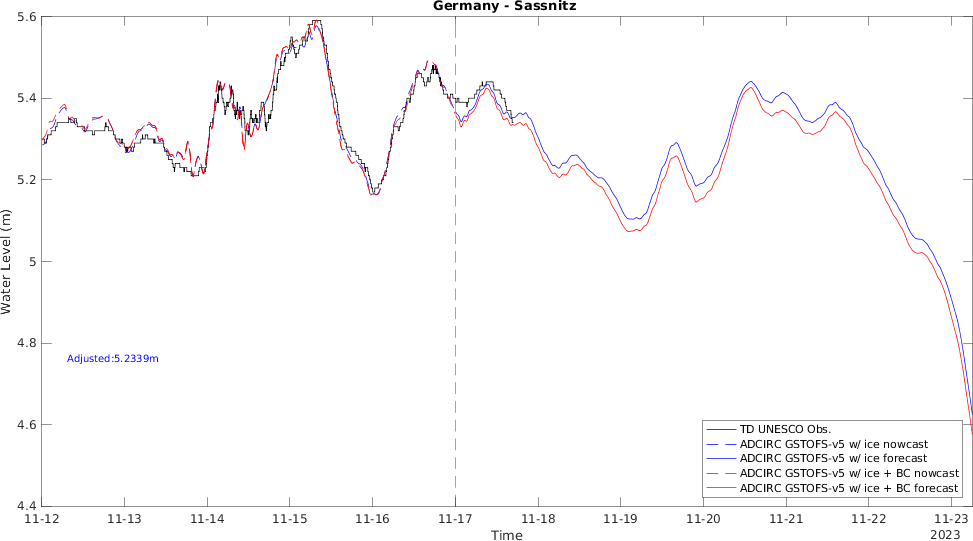 Germany - Sassnitz
5.6
5.4
5.2
5
4.8
4.6
4.4
Water Level (m)
Adjusted:5.2339m
TD UNESCO Obs.
ADCIRC GSTOFS-v5 w/ ice nowcast
ADCIRC GSTOFS-v5 w/ ice forecast
ADCIRC GSTOFS-v5 w/ ice + BC nowcast
ADCIRC GSTOFS-v5 w/ ice + BC forecast
11-12 11-13 11-14 11-15 11-16 11-17 11-18 11-19 11-20 11-21 11-22 11-23
Time
2023